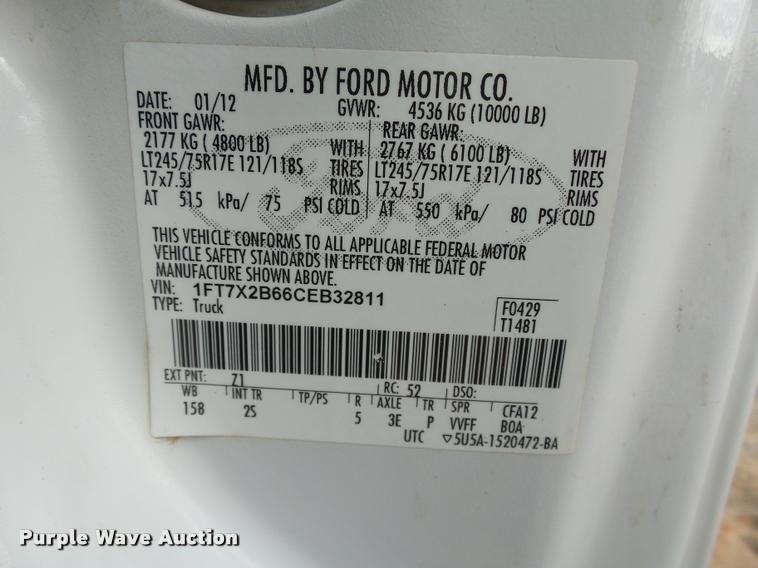 MFD. BY FORD MOTOR CO.
DATE: 01/12 GVWR: 4536 KG (10000 LB)
FRONT GAWR: REAR GAWR:
2177 KG ( 4800 LB) WITH 2767 KG ( 6100 LB) WITH
LT245/75R17E 121/118S TIRES LT245/75R17E 121/118S TIRES
17x7.5J RIMS 17x7.5J RIMS
AT 515 kPa/ 75 PSI COLD AT 550 kPa/ 80 PSI COLD
Ford
THIS VEHICLE CONFORMS TO ALL APPLICABLE FEDERAL MOTOR
VEHICLE SAFETY STANDARDS IN EFFECT ON THE DATE OF
MANUFACTURE SHOWN ABOVE.
VIN: 1FT7X2B66CEB32811 F0429
TYPE: Truck T1481
EXT PNT: Z1 RC: 52 DSO:
WB INT TR TP/PS R AXLE TR SPR CFA12
158 2S 5 3E P VVFF BOA
UTC ▽5U5A-1520472-BA
Purple Wave Auction